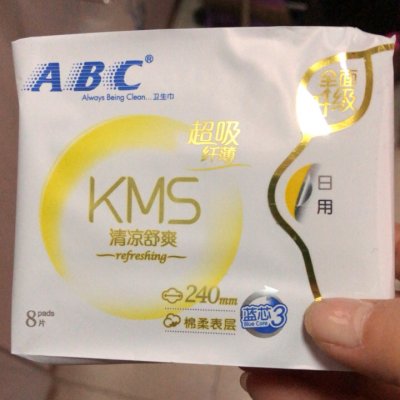 ABC®
Always Being Clean...卫生巾
全面
升级
超吸
纤薄
日
用
KMS
清凉舒爽
refreshing
240mm
棉柔表层
蓝芯3
Blue Core
8 pads
片